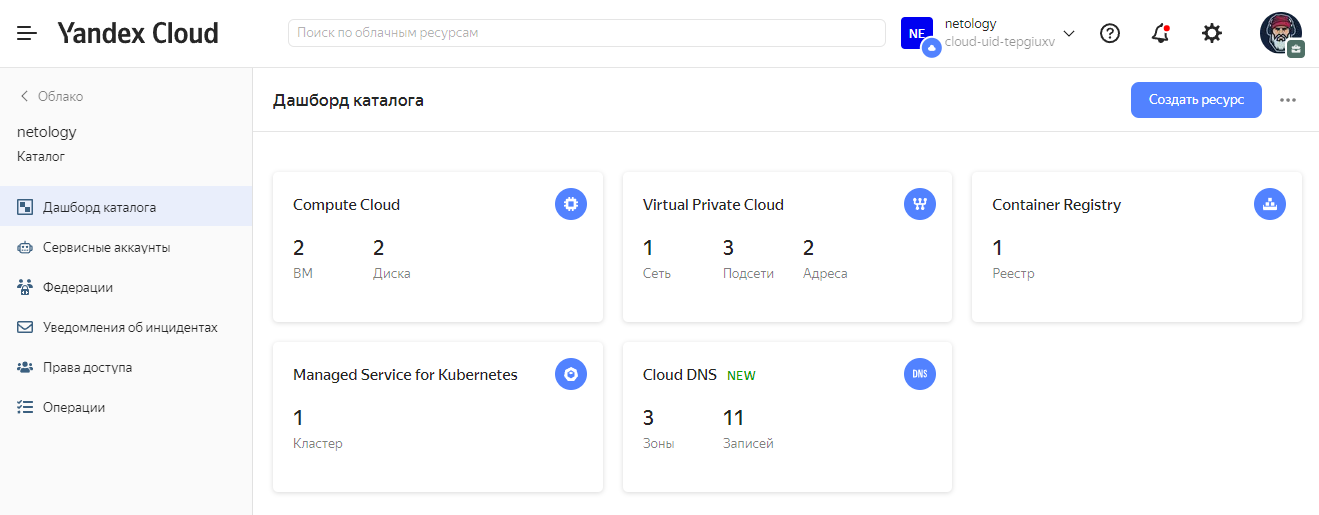 Yandex Cloud
Поиск по облачным ресурсам
NE
netology
cloud-uid-tepgiuxv
Облако
netology
Каталог
Дашборд каталога
Сервисные аккаунты
Федерации
Уведомления об инцидентах
Права доступа
Операции
Дашборд каталога
Создать ресурс
Compute Cloud
2 2
ВМ Диска
Virtual Private Cloud
1 3 2
Сеть Подсети Адреса
Container Registry
1
Реестр
Managed Service for Kubernetes
1
Кластер
Cloud DNS NEW
DNS
3 11
Зоны Записей